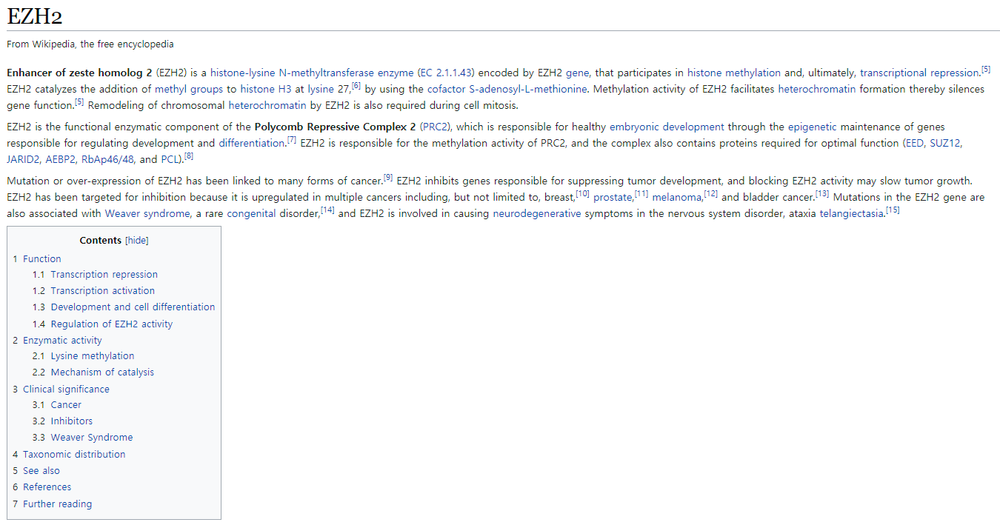 EZH2
From Wikipedia, the free encyclopedia
Enhancer of zeste homolog 2 (EZH2) is a histone-lysine N-methyltransferase enzyme (EC 2.1.1.43) encoded by EZH2 gene, that participates in histone methylation and, ultimately, transcriptional repression.[5]
EZH2 catalyzes the addition of methyl groups to histone H3 at lysine 27,[6] by using the cofactor S-adenosyl-L-methionine. Methylation activity of EZH2 facilitates heterochromatin formation thereby silences
gene function.[5] Remodeling of chromosomal heterochromatin by EZH2 is also required during cell mitosis.
EZH2 is the functional enzymatic component of the Polycomb Repressive Complex 2 (PRC2), which is responsible for healthy embryonic development through the epigenetic maintenance of genes
responsible for regulating development and differentiation.[7] EZH2 is responsible for the methylation activity of PRC2, and the complex also contains proteins required for optimal function (EED, SUZ12,
JARID2, AEBP2, RbAp46/48, and PCL).[8]
Mutation or over-expression of EZH2 has been linked to many forms of cancer.[9] EZH2 inhibits genes responsible for suppressing tumor development, and blocking EZH2 activity may slow tumor growth.
EZH2 has been targeted for inhibition because it is upregulated in multiple cancers including, but not limited to, breast,[10] prostate,[11] melanoma,[12] and bladder cancer.[13] Mutations in the EZH2 gene are
also associated with Weaver syndrome, a rare congenital disorder,[14] and EZH2 is involved in causing neurodegenerative symptoms in the nervous system disorder, ataxia telangiectasia.[15]
Contents [hide]
1 Function
1.1 Transcription repression
1.2 Transcription activation
1.3 Development and cell differentiation
1.4 Regulation of EZH2 activity
2 Enzymatic activity
2.1 Lysine methylation
2.2 Mechanism of catalysis
3 Clinical significance
3.1 Cancer
3.2 Inhibitors
3.3 Weaver Syndrome
4 Taxonomic distribution
5 See also
6 References
7 Further reading